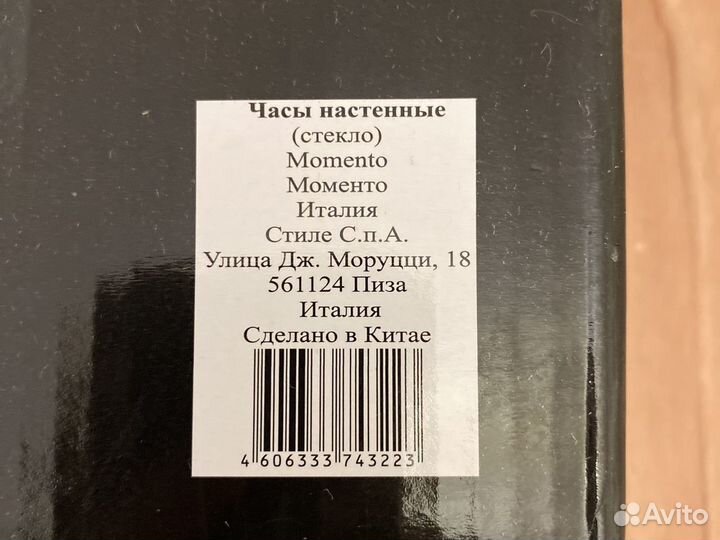 Часы настенные
(стекло)
Momento
Моменто
Италия
Стиле С.п.А.
Улица Дж. Моруцци, 18
561124 Пиза
Италия
Сделано в Китае
4 606333 743223
Avito